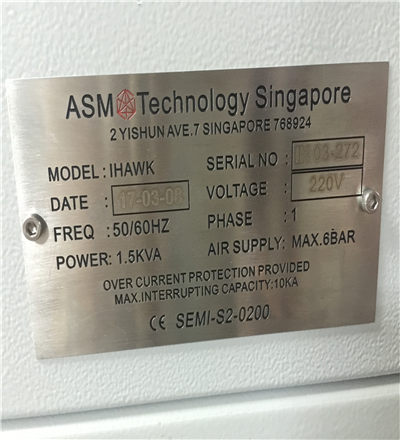 ASM Technology Singapore
2 YISHUN AVE.7 SINGAPORE 768924
MODEL : IHAWK
SERIAL NO :
DATE : 17-03-08
VOLTAGE : 220V
FREQ : 50/60HZ
PHASE : 1
POWER: 1.5KVA
AIR SUPPLY: MAX.6BAR
OVER CURRENT PROTECTION PROVIDED
MAX.INTERRUPTING CAPACITY:10KA
CE SEMI-S2-0200